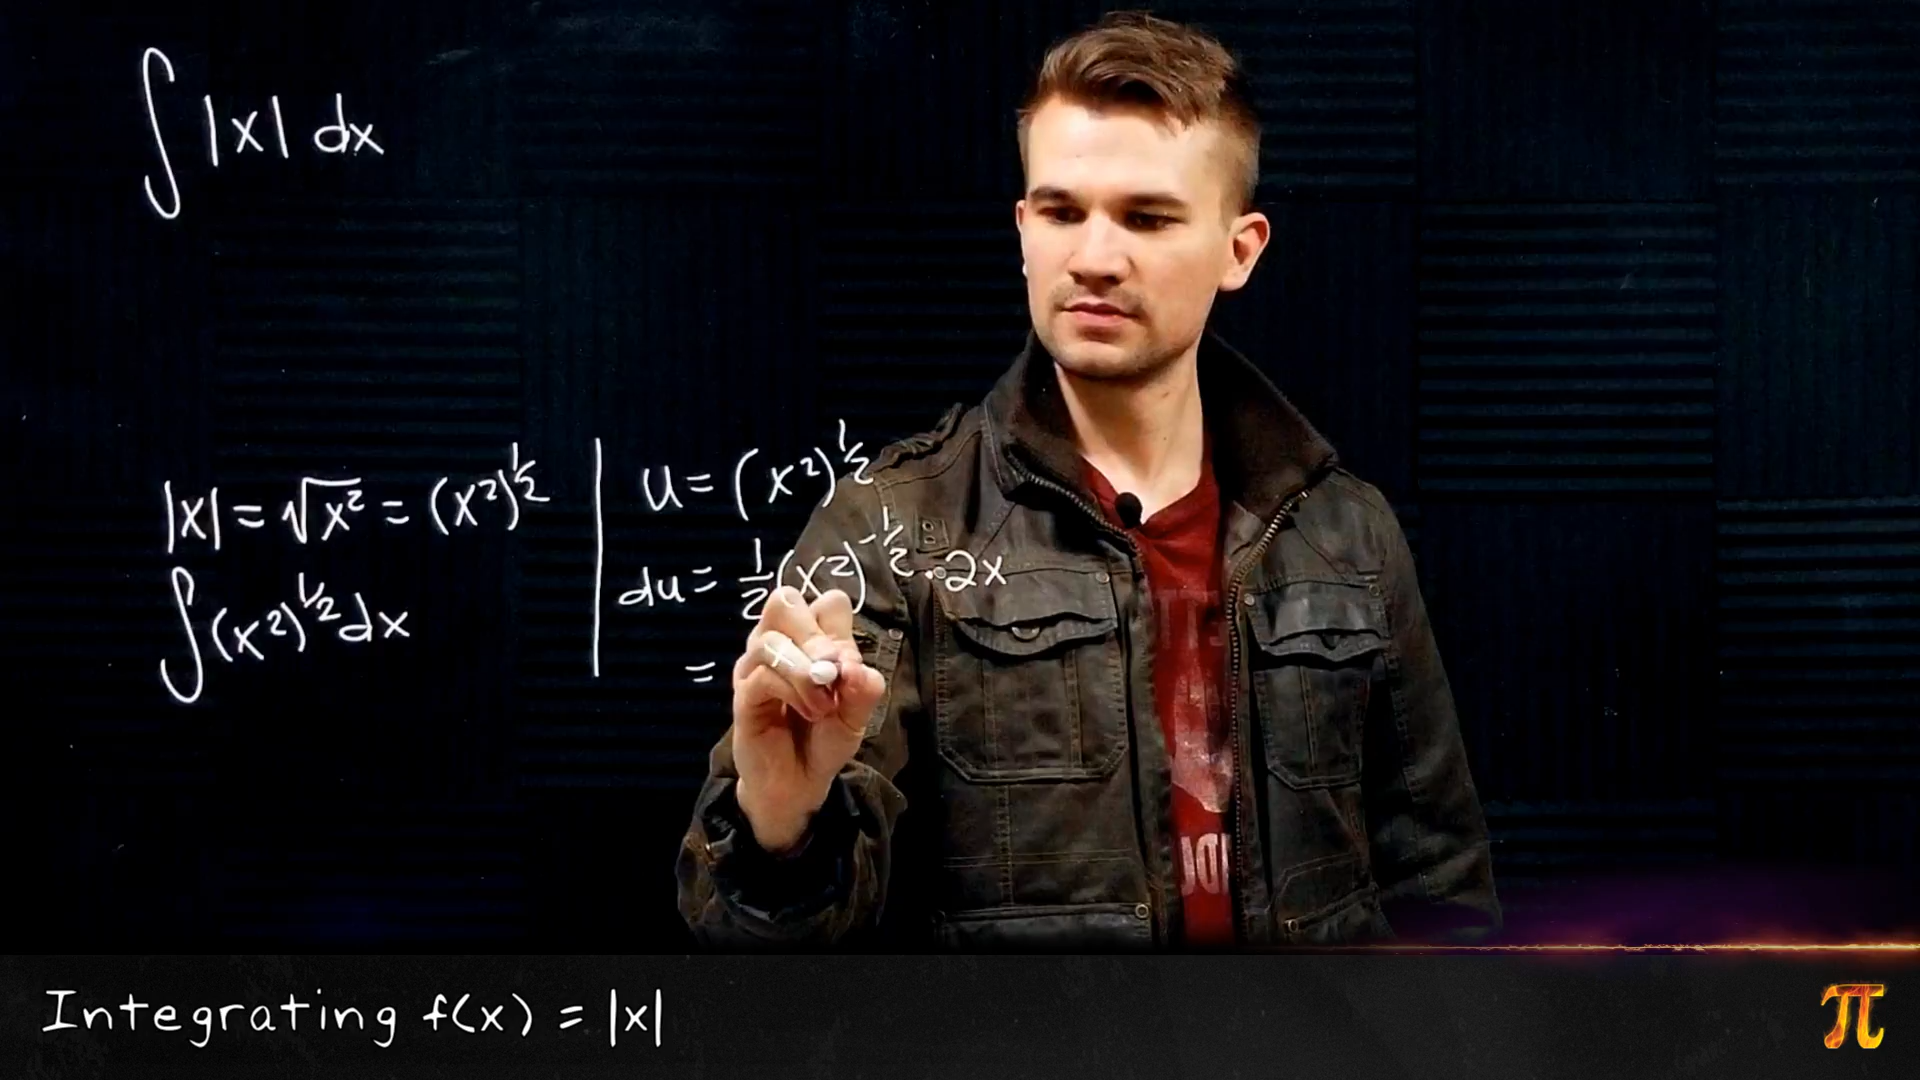 ∫ |x| dx
|x| = √x² = (x²)^½
∫ (x²)^½ dx
u = (x²)^½
du = ½(x²)^-½ · 2x
=
Integrating f(x) = |x|
π